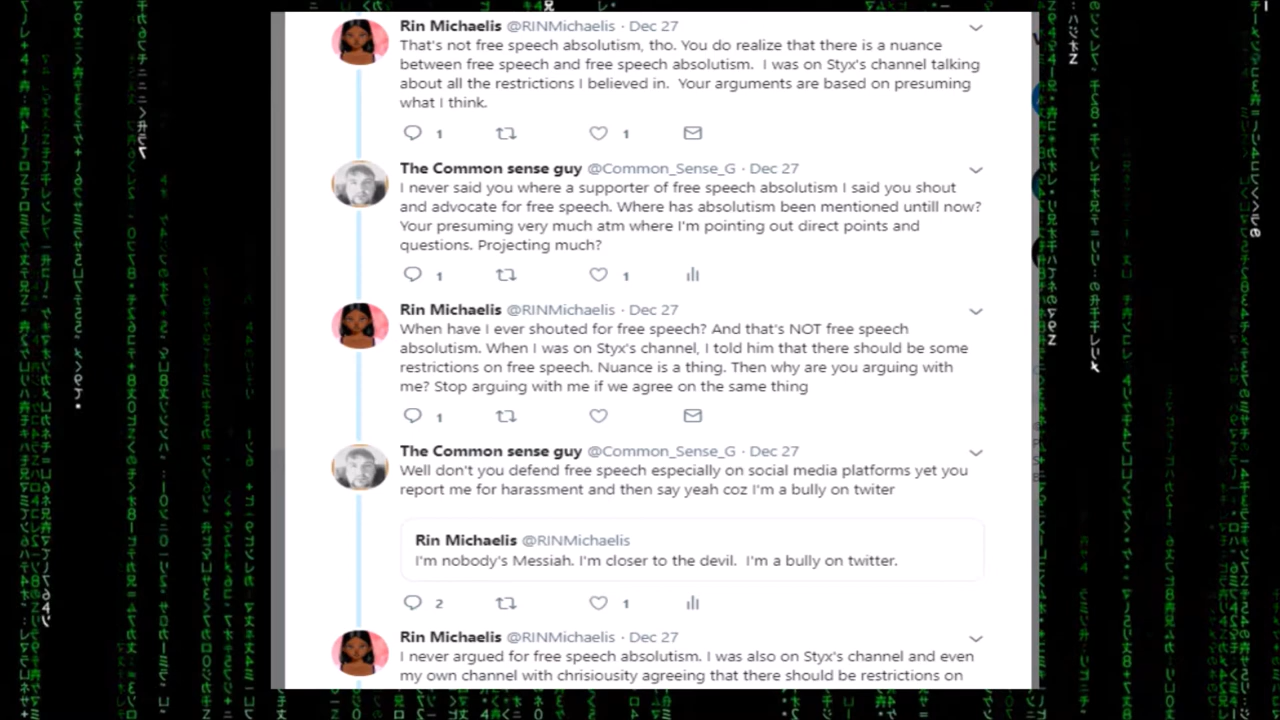 Rin Michaelis @RINMichaelis · Dec 27
That's not free speech absolutism, tho. You do realize that there is a nuance
between free speech and free speech absolutism.  I was on Styx's channel talking
about all the restrictions I believed in.  Your arguments are based on presuming
what I think.
1 1
The Common sense guy @Common_Sense_G · Dec 27
I never said you where a supporter of free speech absolutism I said you shout
and advocate for free speech. Where has absolutism been mentioned untill now?
Your presuming very much atm where I'm pointing out direct points and
questions. Projecting much?
1 1
Rin Michaelis @RINMichaelis · Dec 27
When have I ever shouted for free speech? And that's NOT free speech
absolutism. When I was on Styx's channel, I told him that there should be some
restrictions on free speech. Nuance is a thing. Then why are you arguing with
me? Stop arguing with me if we agree on the same thing
1
The Common sense guy @Common_Sense_G · Dec 27
Well don't you defend free speech especially on social media platforms yet you
report me for harassment and then say yeah coz I'm a bully on twiter
Rin Michaelis @RINMichaelis
I'm nobody's Messiah. I'm closer to the devil.  I'm a bully on twitter.
2 1
Rin Michaelis @RINMichaelis · Dec 27
I never argued for free speech absolutism. I was also on Styx's channel and even
my own channel with chrisiousity agreeing that there should be restrictions on